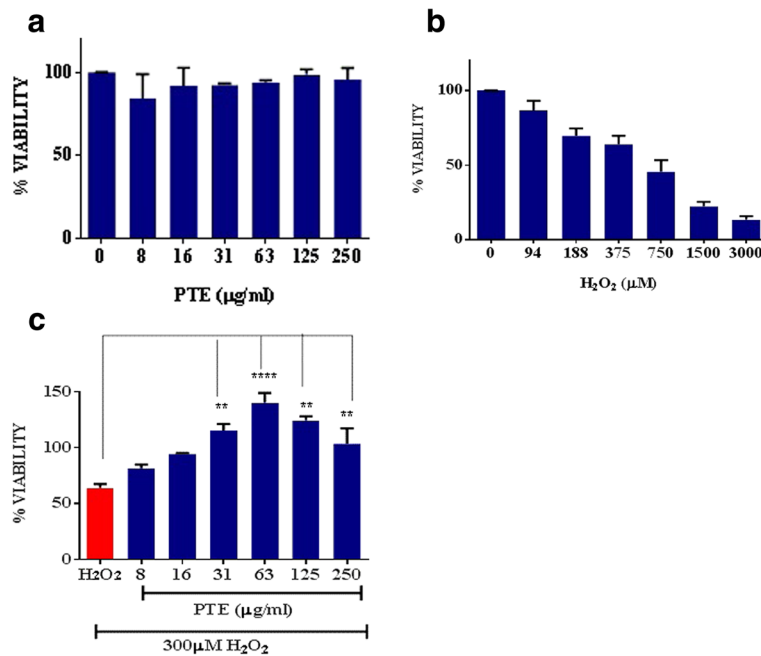 a
% VIABILITY
100
50
0
0 8 16 31 63 125 250
PTE (µg/ml)
b
% VIABILITY
100
50
0
0 94 188 375 750 1500 3000
H₂O₂ (µM)
c
% VIABILITY
150
100
50
0
** **** ** **
H₂O₂ 8 16 31 63 125 250
PTE (µg/ml)
300µM H₂O₂